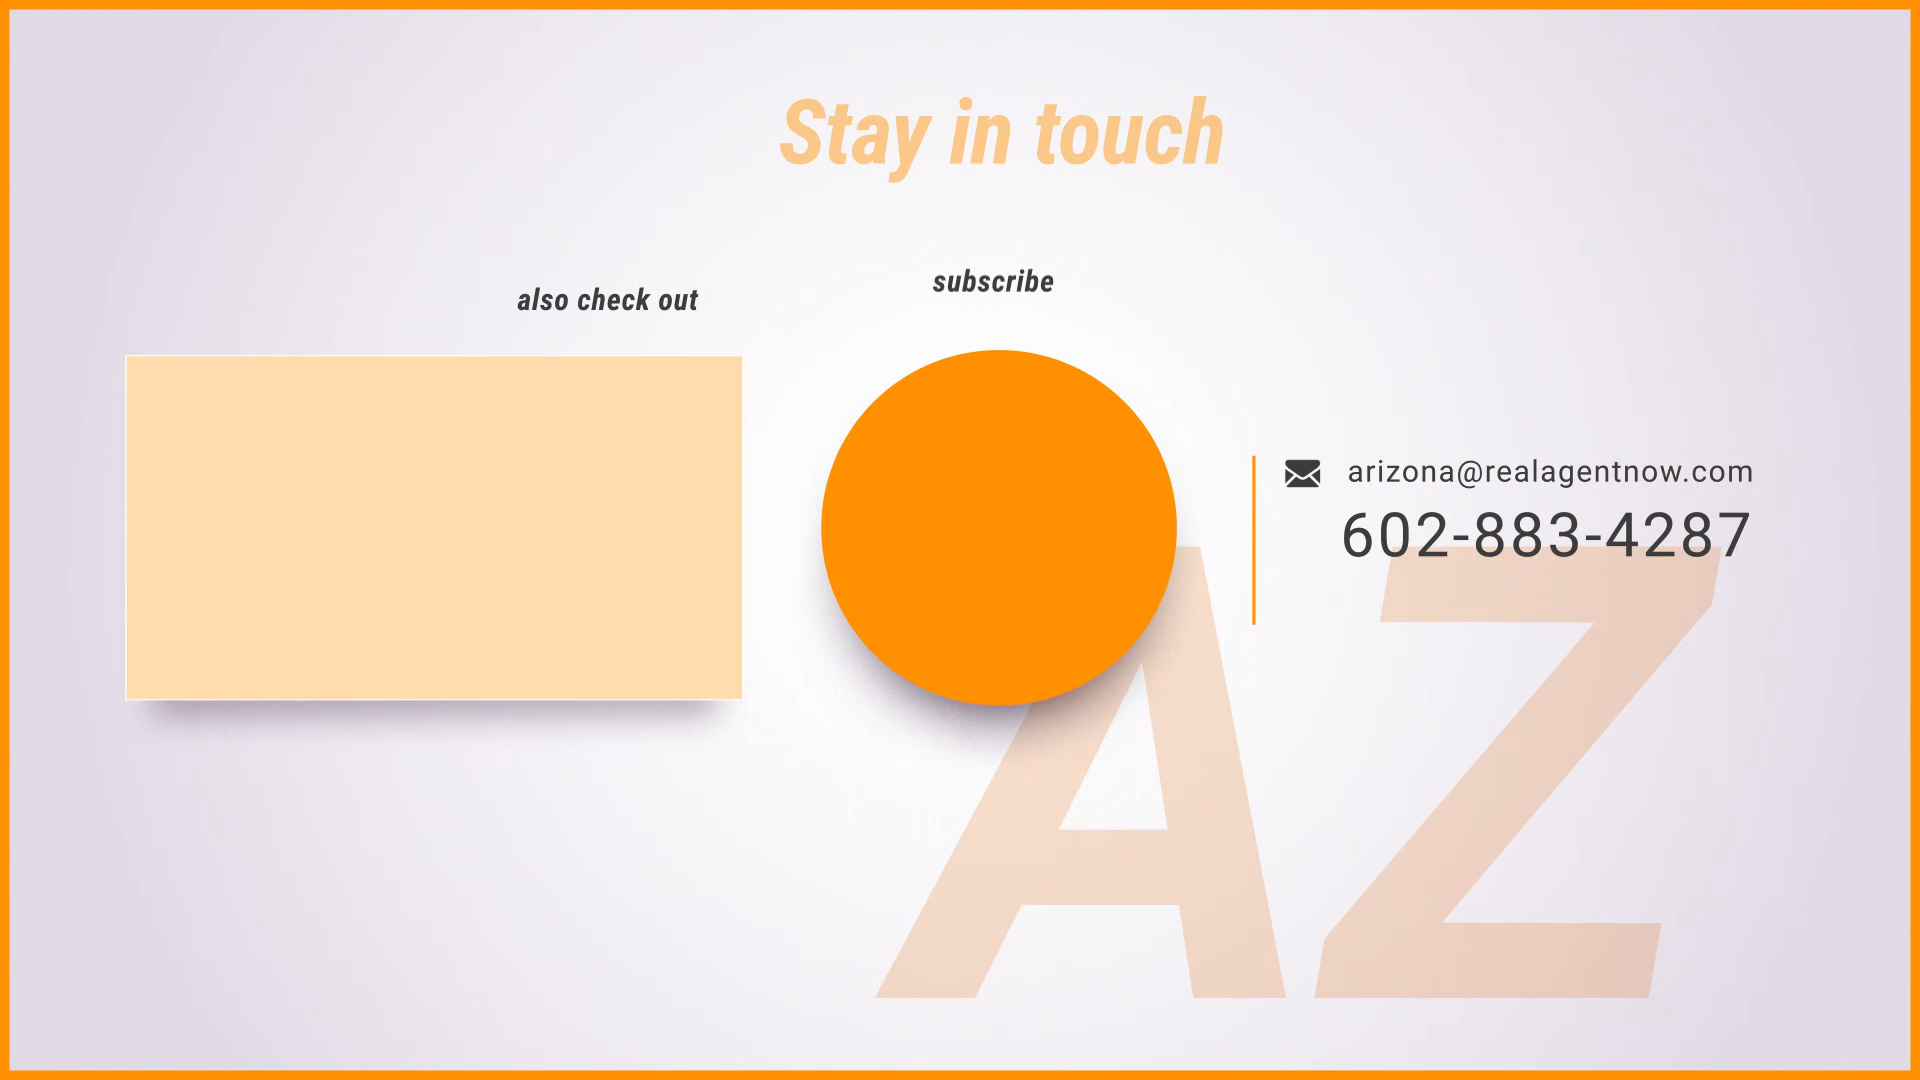 Stay in touch
also check out
subscribe
arizona@realagentnow.com
602-883-4287
AZ